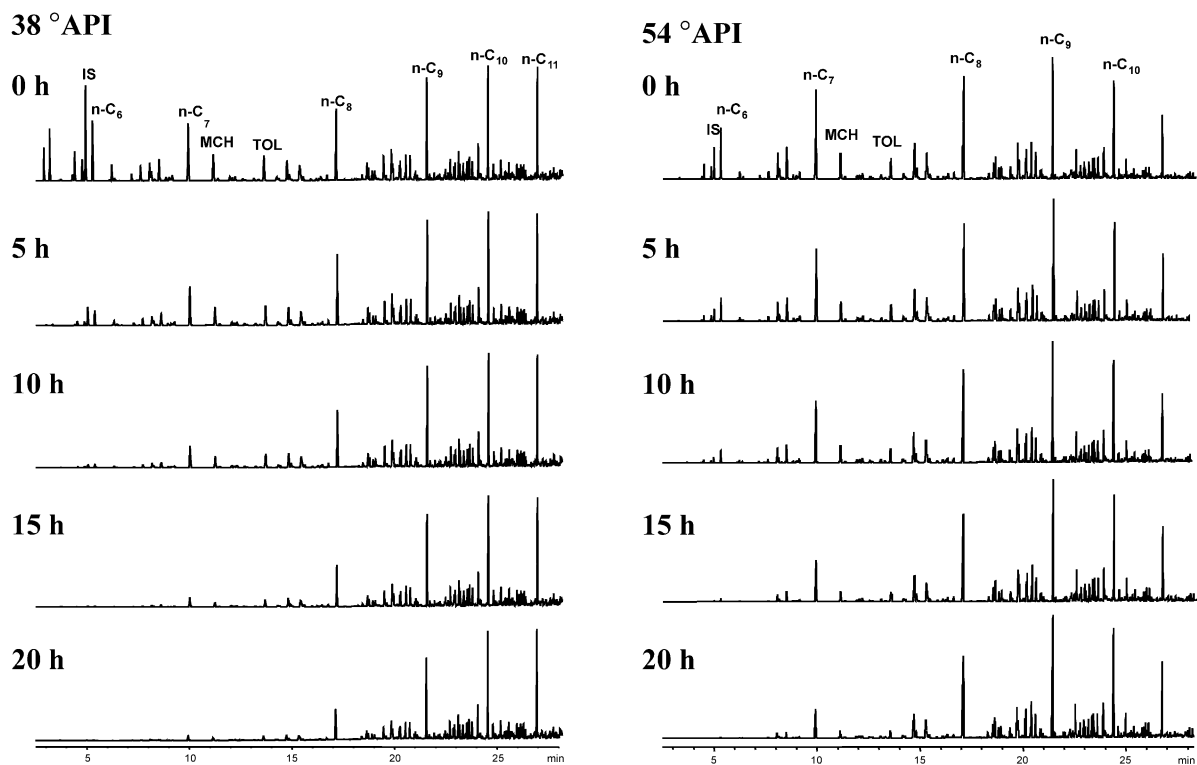 38 °API
0 h
IS
n-C6
n-C7
MCH
TOL
n-C8
n-C9
n-C10
n-C11
5 h
10 h
15 h
20 h
5 10 15 20 25 min
54 °API
0 h
IS
n-C6
n-C7
MCH
TOL
n-C8
n-C9
n-C10
5 h
10 h
15 h
20 h
5 10 15 20 25 min